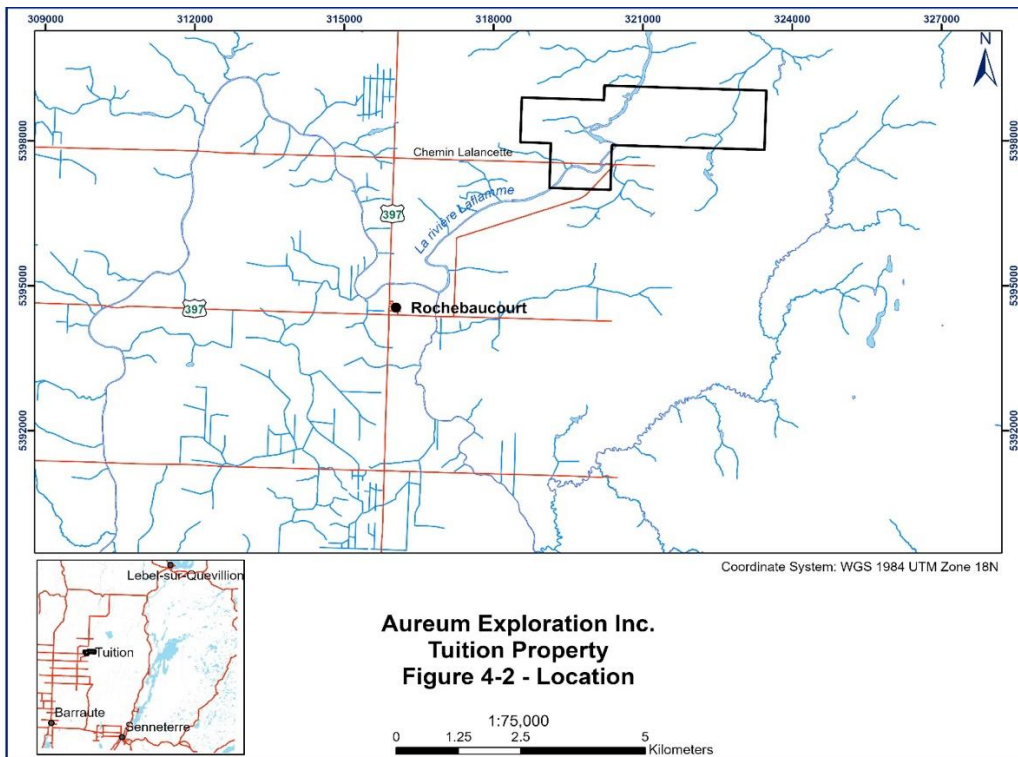 309000 312000 315000 318000 321000 324000 327000
N
5398000
5398000
Chemin Lalancette
La rivière Laflamme
397
5395000
5395000
397
Rochebaucourt
5392000
5392000
Coordinate System: WGS 1984 UTM Zone 18N
Lebel-sur-Quevillion
Tuition
Barraute
Senneterre
Aureum Exploration Inc.
Tuition Property
Figure 4-2 - Location
1:75,000
0 1.25 2.5 5
Kilometers